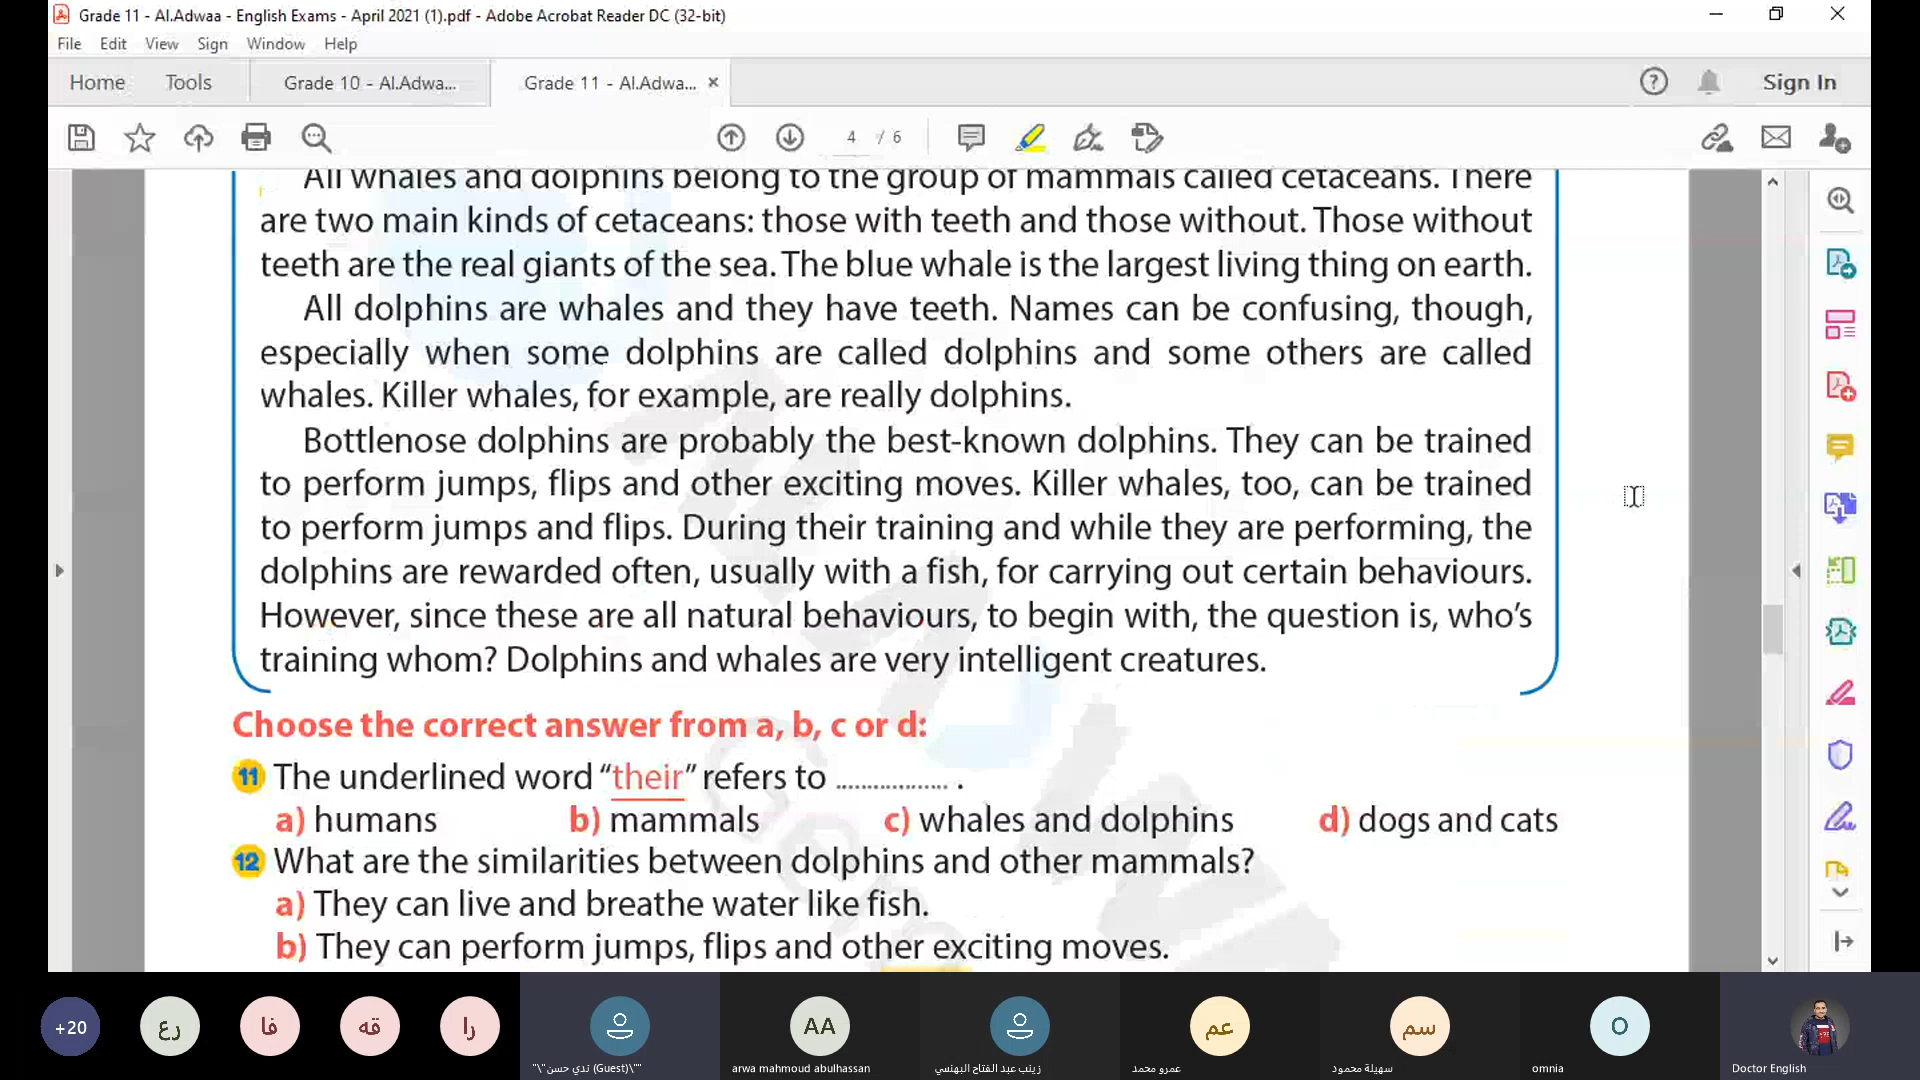 Grade 11 - Al.Adwaa - English Exams - April 2021 (1).pdf - Adobe Acrobat Reader DC (32-bit)
File Edit View Sign Window Help
Home Tools Grade 10 - Al.Adwa... Grade 11 - Al.Adwa... × Sign In
4 / 6
All whales and dolphins belong to the group of mammals called cetaceans. There
are two main kinds of cetaceans: those with teeth and those without. Those without
teeth are the real giants of the sea. The blue whale is the largest living thing on earth.
All dolphins are whales and they have teeth. Names can be confusing, though,
especially when some dolphins are called dolphins and some others are called
whales. Killer whales, for example, are really dolphins.
Bottlenose dolphins are probably the best-known dolphins. They can be trained
to perform jumps, flips and other exciting moves. Killer whales, too, can be trained
to perform jumps and flips. During their training and while they are performing, the
dolphins are rewarded often, usually with a fish, for carrying out certain behaviours.
However, since these are all natural behaviours, to begin with, the question is, who's
training whom? Dolphins and whales are very intelligent creatures.
Choose the correct answer from a, b, c or d:
11 The underlined word “their” refers to .................. .
a) humans b) mammals c) whales and dolphins d) dogs and cats
12 What are the similarities between dolphins and other mammals?
a) They can live and breathe water like fish.
b) They can perform jumps, flips and other exciting moves.
+20 رع فا قه را AA عم سم O
"\"ندي حسن (Guest)\"" arwa mahmoud abulhassan زينب عبد الفتاح البهنسي عمرو محمد سهيلة محمود omnia Doctor English